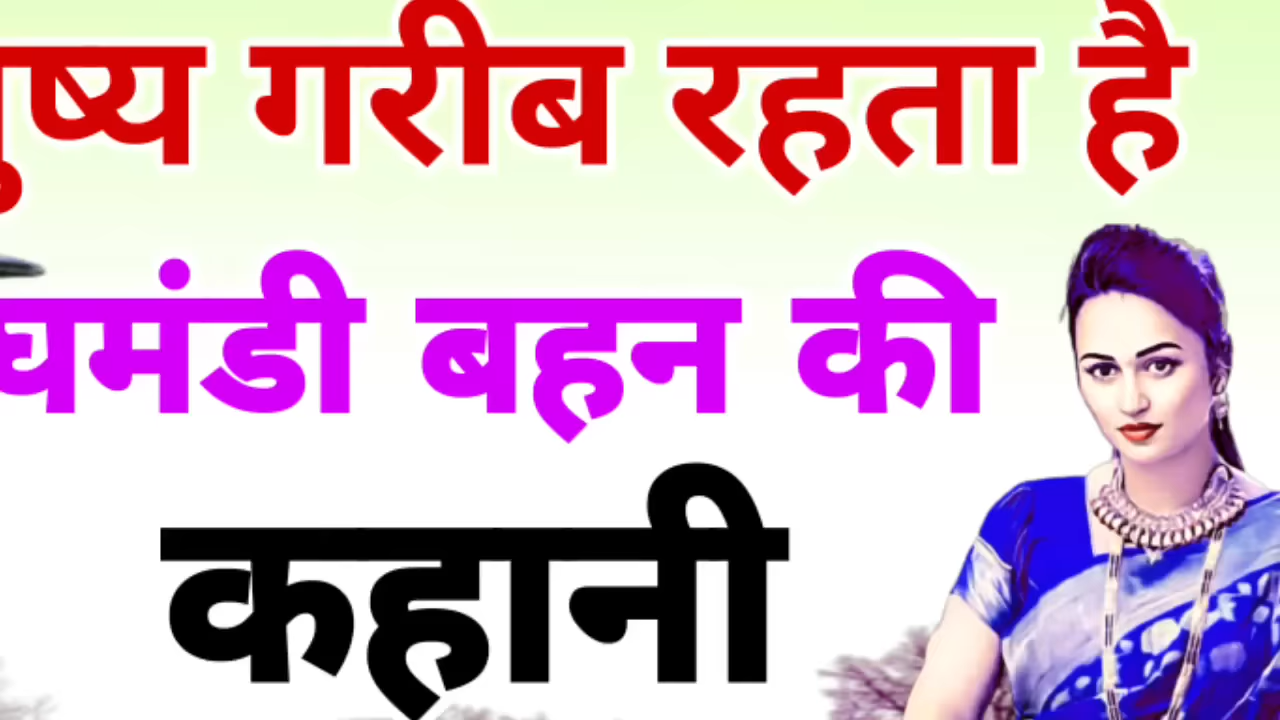 गरीब रहता है
घमंडी बहन की
कहानी